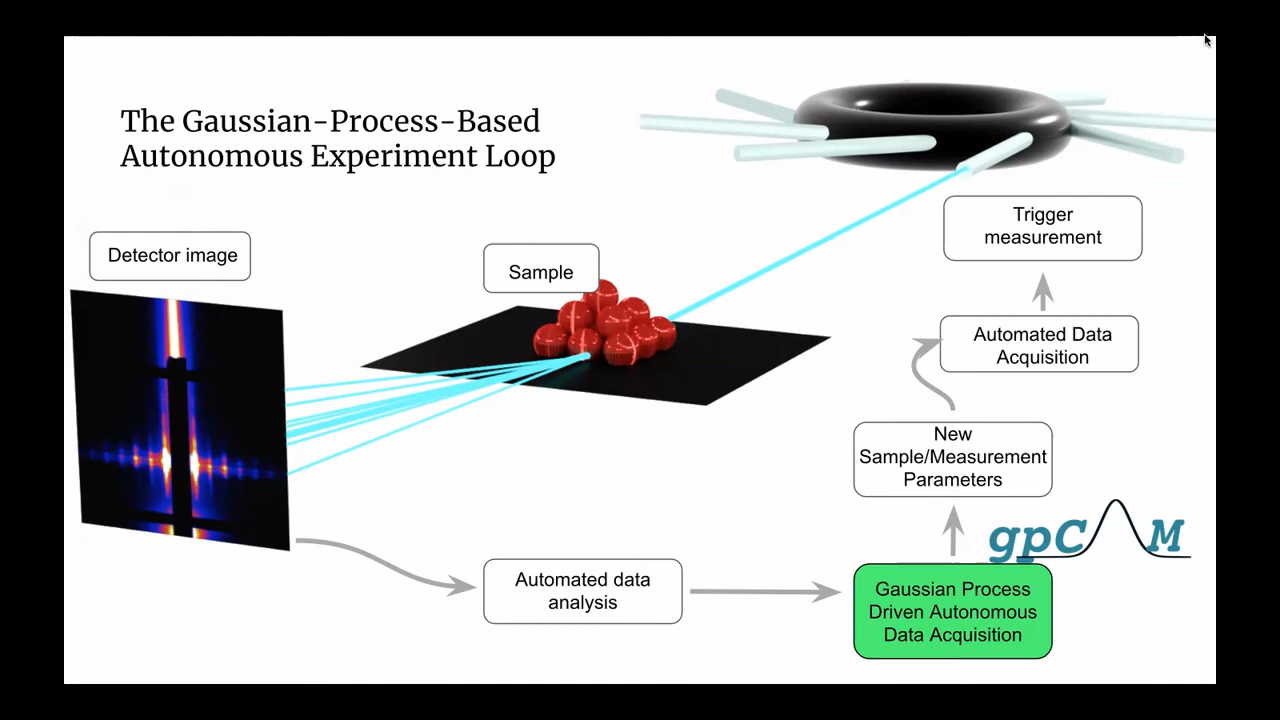 The Gaussian-Process-Based
Autonomous Experiment Loop
Detector image
Sample
Trigger
measurement
Automated Data
Acquisition
New
Sample/Measurement
Parameters
gpCAM
Gaussian Process
Driven Autonomous
Data Acquisition
Automated data
analysis